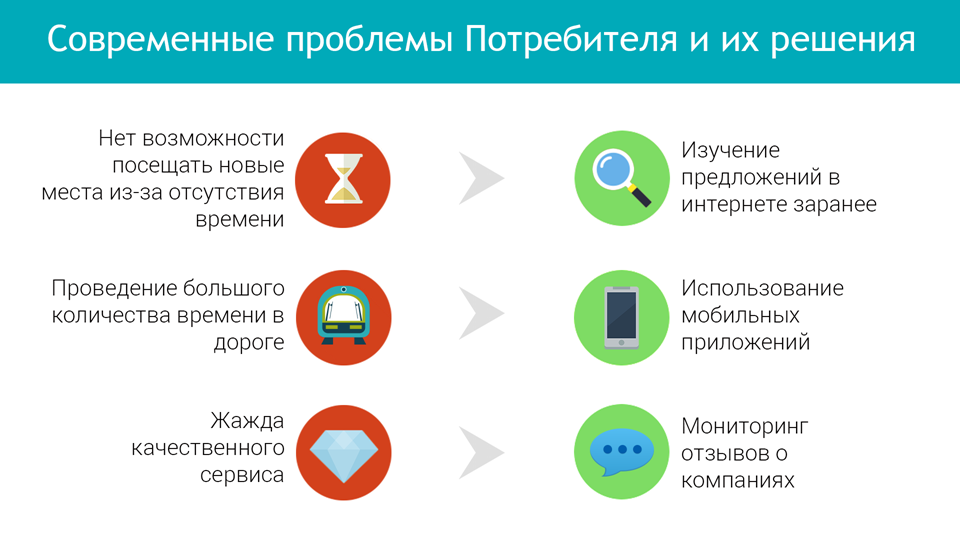 Современные проблемы Потребителя и их решения
Нет возможности
посещать новые
места из-за отсутствия
времени
Изучение
предложений в
интернете заранее
Проведение большого
количества времени в
дороге
Использование
мобильных
приложений
Жажда
качественного
сервиса
Мониторинг
отзывов о
компаниях